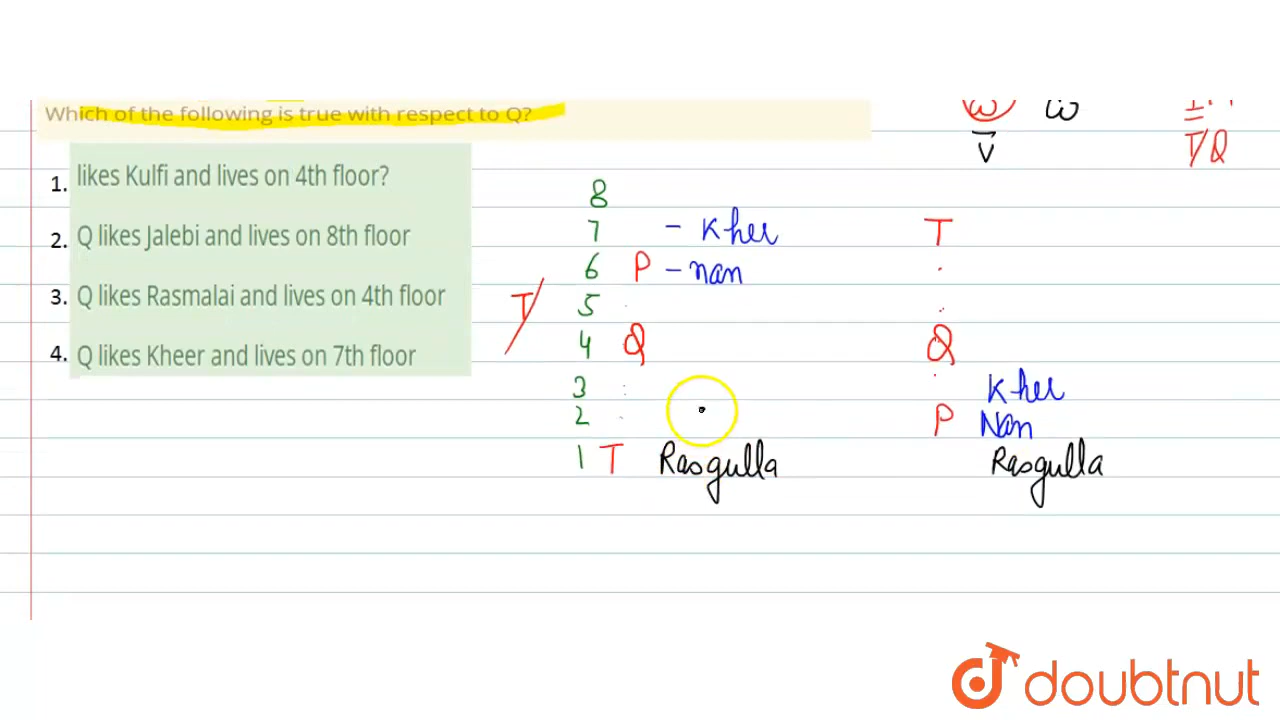 Which of the following is true with respect to Q?
ω ω
V T/Q
1. likes Kulfi and lives on 4th floor?
2. Q likes Jalebi and lives on 8th floor
3. Q likes Rasmalai and lives on 4th floor
4. Q likes Kheer and lives on 7th floor
8
7 - Kher T
6 P - nan
T 5
4 Q Q
3 Kher
2 P Nan
1 T Rasgulla Rasgulla
doubtnut